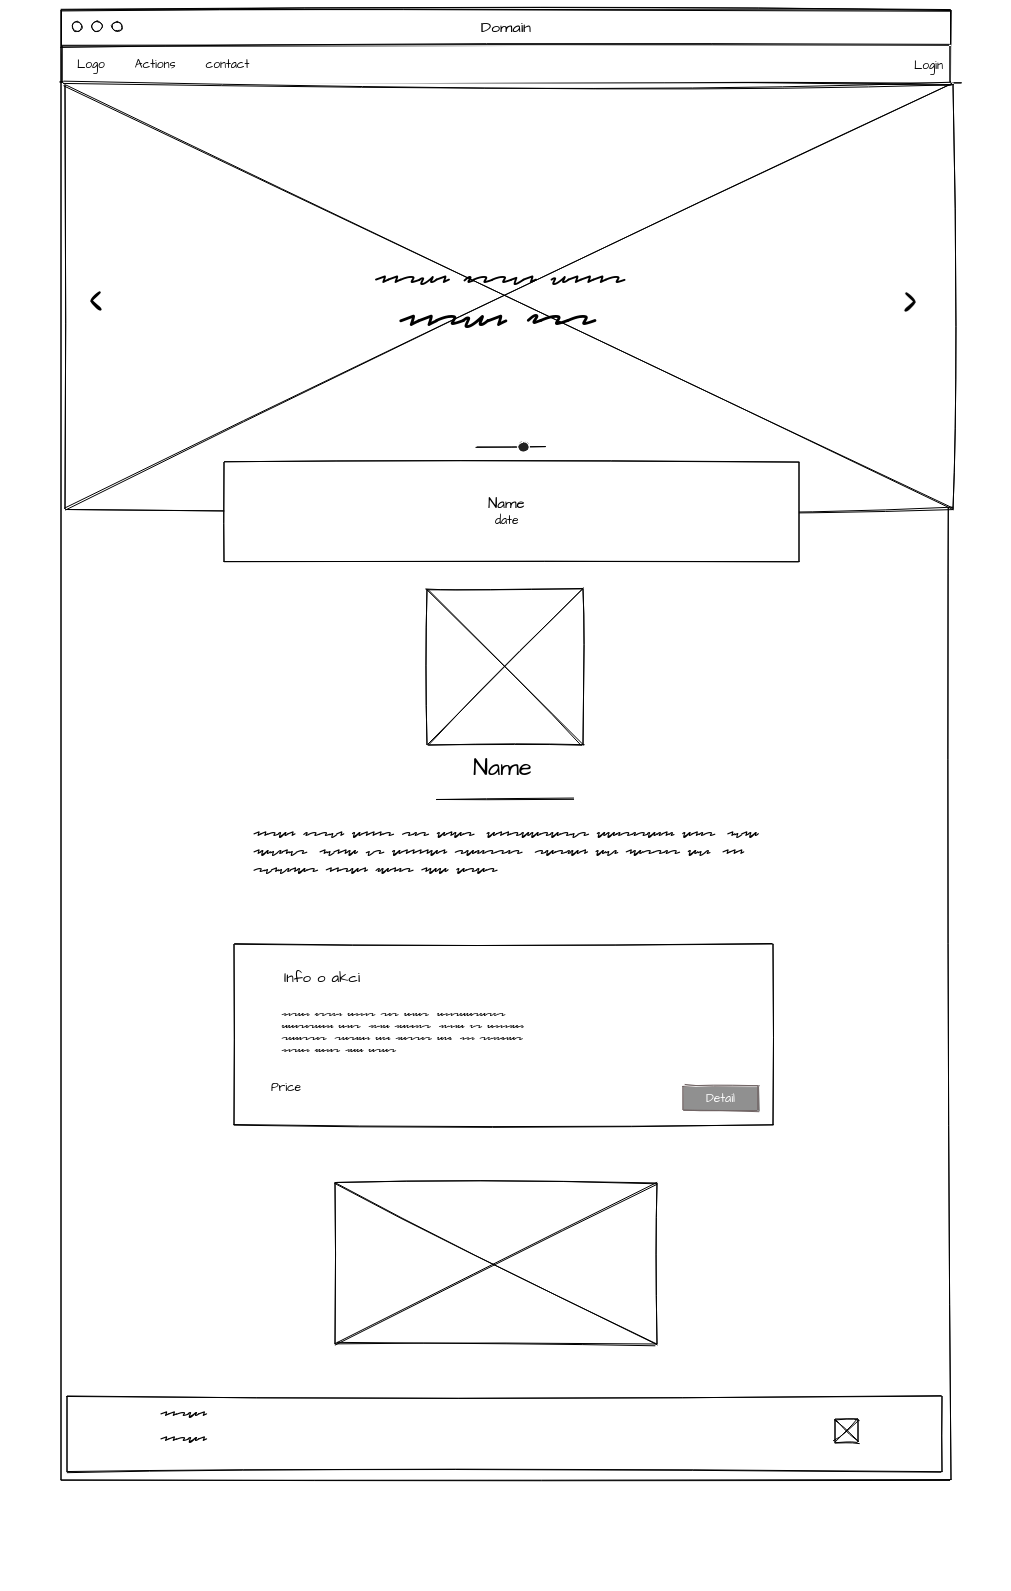 Domain
Logo Actions contact Login
Name
date
Name
Info o akci
Price
Detail